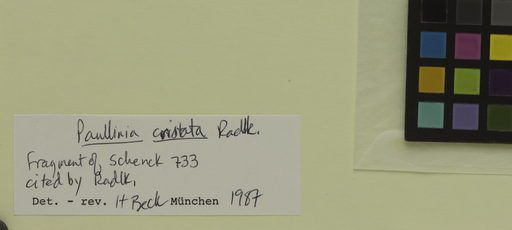 Paullinia cristata Radlk.
Fragment of, Schenck 733
cited by Radlk.
Det. - rev. H Beck München 1987